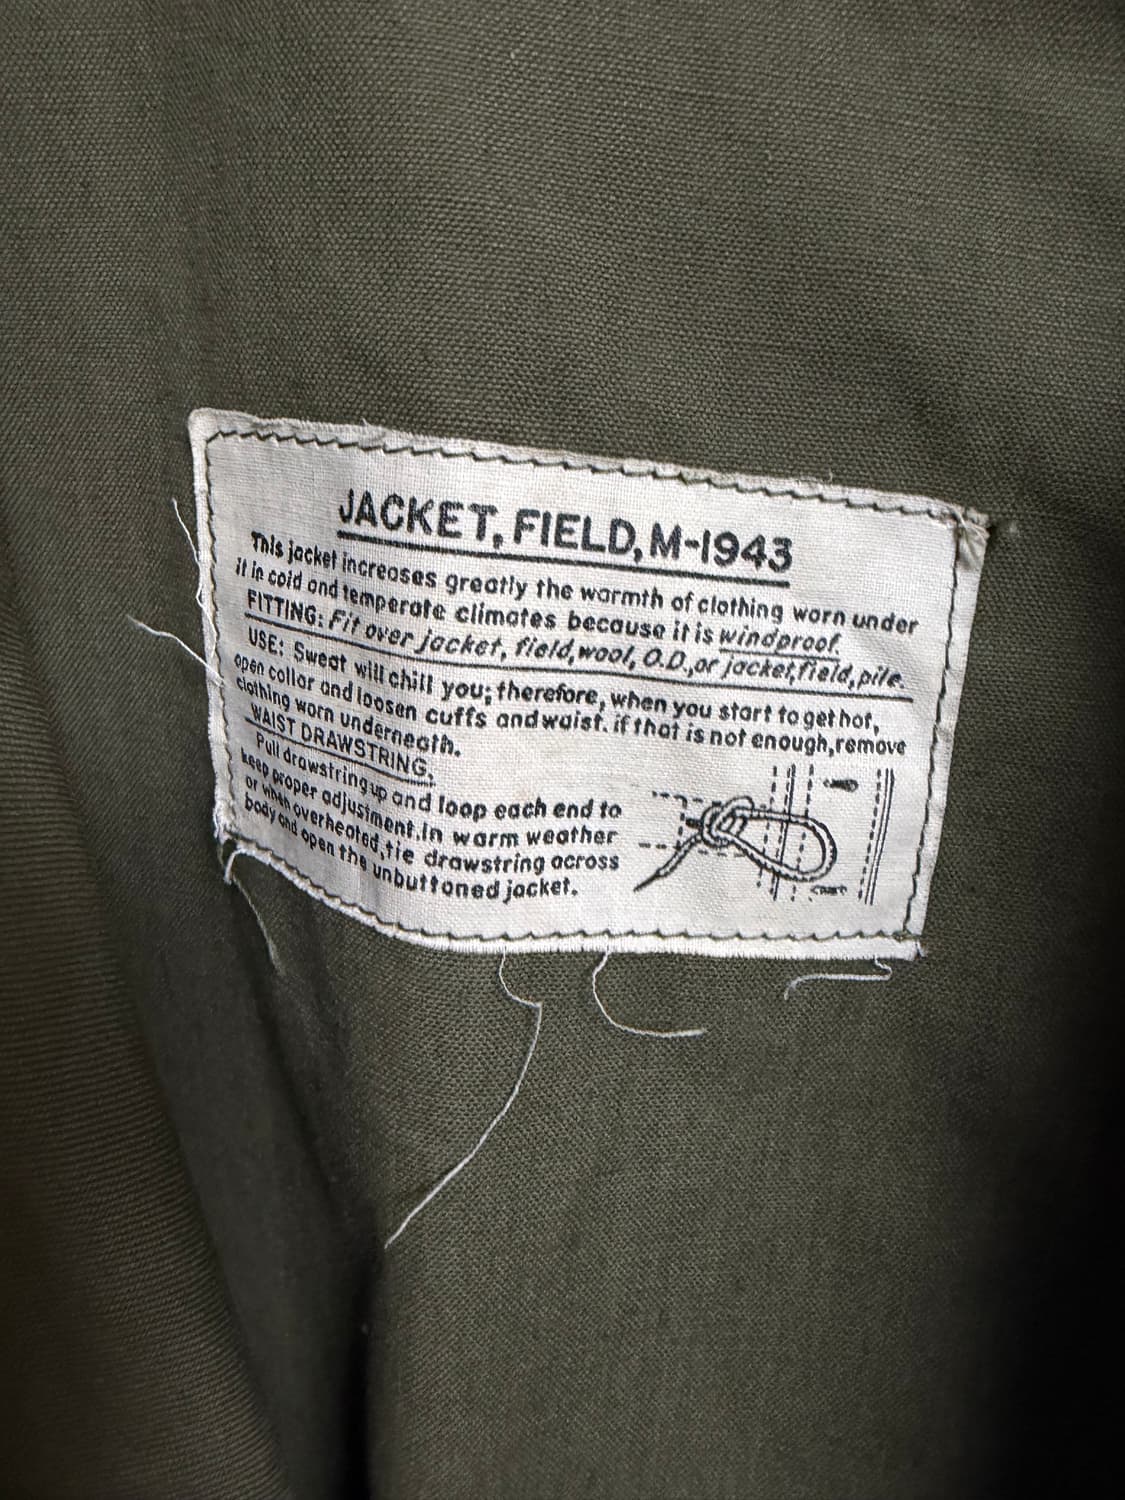 JACKET, FIELD, M-1943
This jacket increases greatly the warmth of clothing worn under
it in cold and temperate climates because it is windproof.
FITTING: Fit over jacket, field, wool, O.D., or jacket, field, pile.
USE: Sweat will chill you; therefore, when you start to get hot,
open collar and loosen cuffs and waist. if that is not enough, remove
clothing worn underneath.
WAIST DRAWSTRING.
Pull drawstring up and loop each end to
keep proper adjustment. In warm weather
or when overheated, tie drawstring across
body and open the unbuttoned jacket.